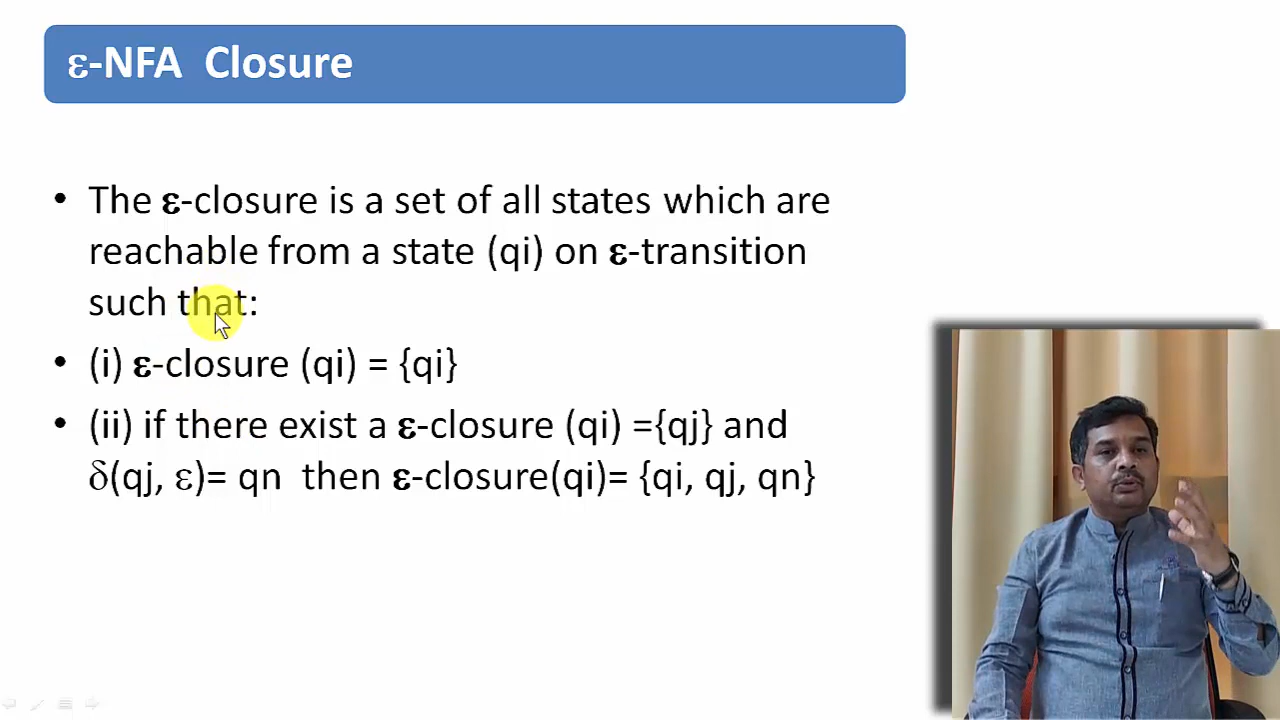 ε-NFA Closure
• The ε-closure is a set of all states which are
reachable from a state (qi) on ε-transition
such that:
• (i) ε-closure (qi) = {qi}
• (ii) if there exist a ε-closure (qi) ={qj} and
δ(qj, ε)= qn then ε-closure(qi)= {qi, qj, qn}